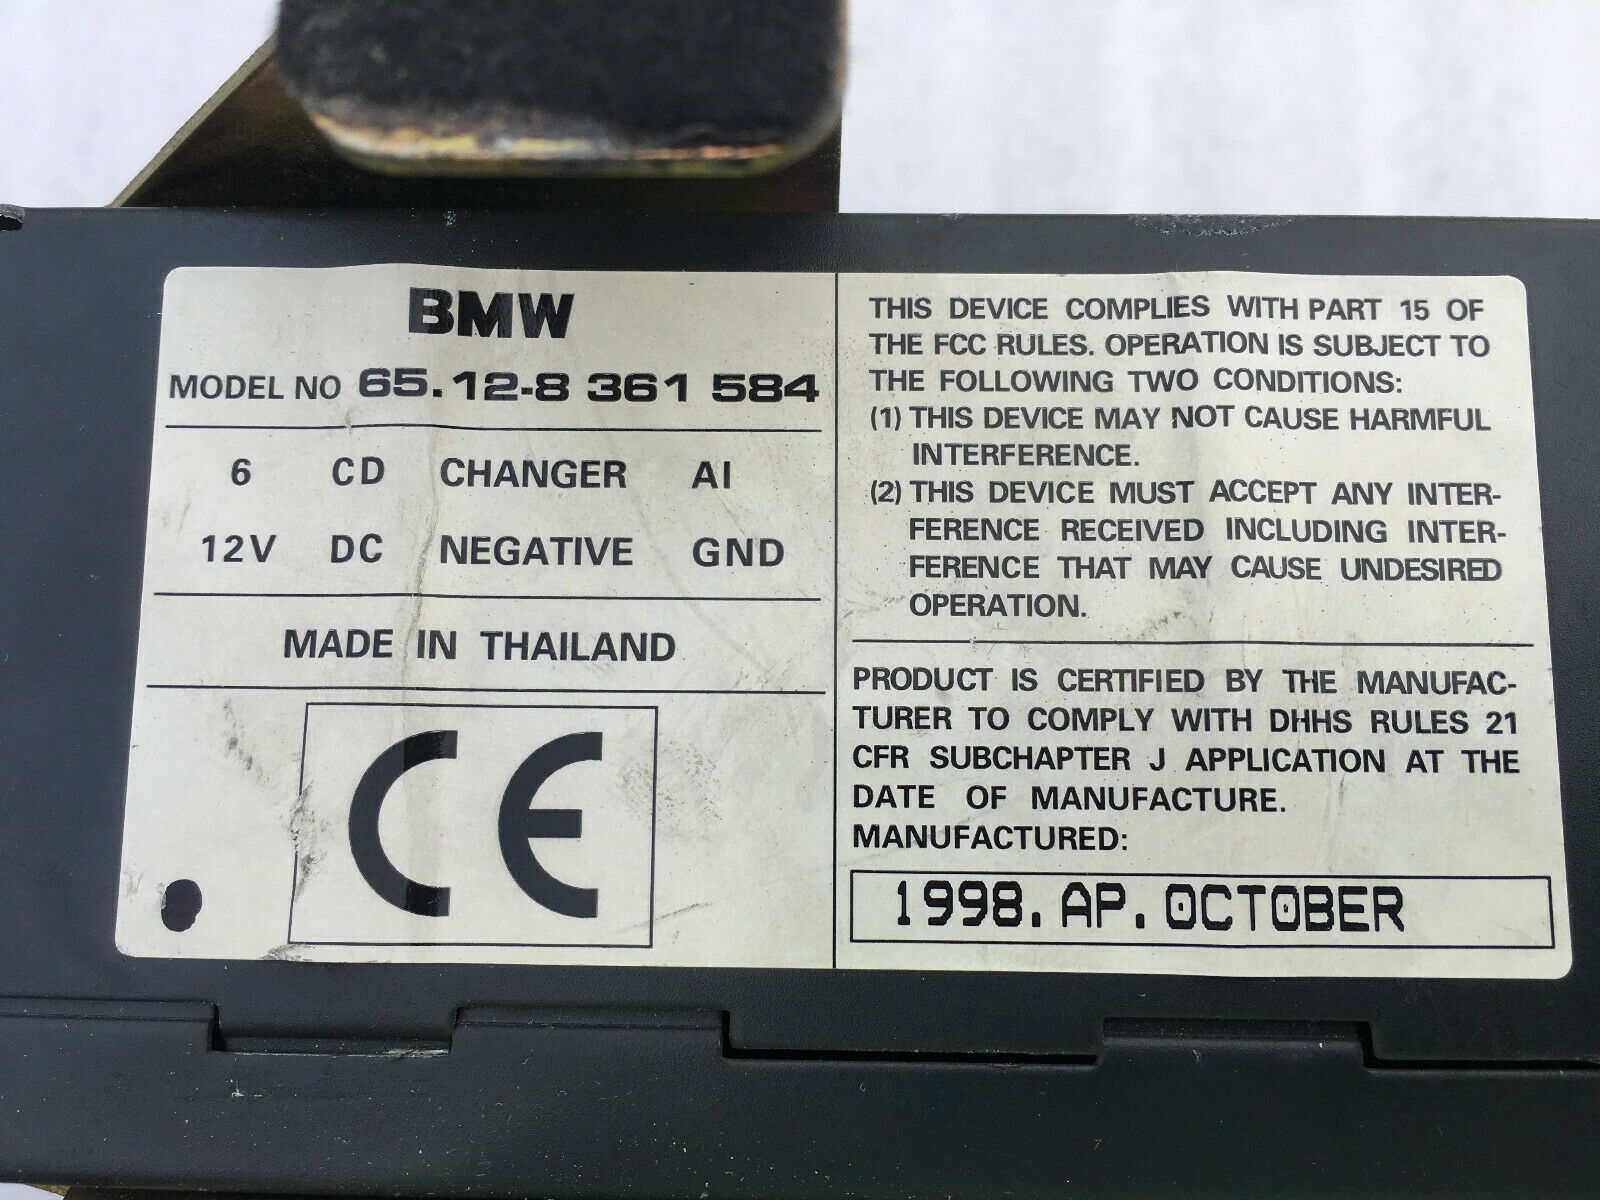 BMW
MODEL NO 65.12-8 361 584
6 CD CHANGER AI
12V DC NEGATIVE GND
MADE IN THAILAND
CE
THIS DEVICE COMPLIES WITH PART 15 OF
THE FCC RULES. OPERATION IS SUBJECT TO
THE FOLLOWING TWO CONDITIONS:
(1) THIS DEVICE MAY NOT CAUSE HARMFUL
INTERFERENCE.
(2) THIS DEVICE MUST ACCEPT ANY INTER-
FERENCE RECEIVED INCLUDING INTER-
FERENCE THAT MAY CAUSE UNDESIRED
OPERATION.
PRODUCT IS CERTIFIED BY THE MANUFAC-
TURER TO COMPLY WITH DHHS RULES 21
CFR SUBCHAPTER J APPLICATION AT THE
DATE OF MANUFACTURE.
MANUFACTURED:
1998. AP. OCTOBER